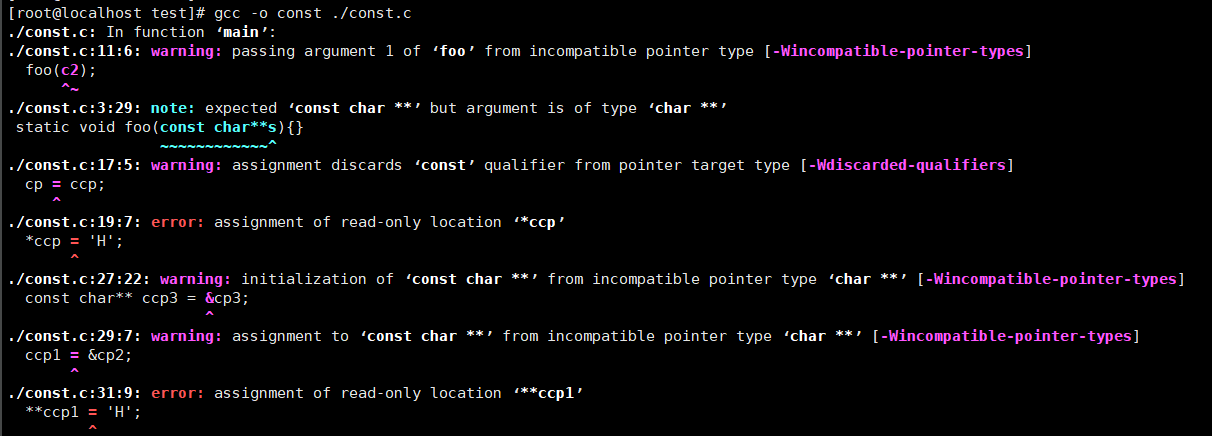 [root@localhost test]# gcc -o const ./const.c
./const.c: In function ‘main’:
./const.c:11:6: warning: passing argument 1 of ‘foo’ from incompatible pointer type [-Wincompatible-pointer-types]
  foo(c2);
      ^~
./const.c:3:29: note: expected ‘const char **’ but argument is of type ‘char **’
 static void foo(const char**s){}
                 ~~~~~~~~~~~~^
./const.c:17:5: warning: assignment discards ‘const’ qualifier from pointer target type [-Wdiscarded-qualifiers]
  cp = ccp;
     ^
./const.c:19:7: error: assignment of read-only location ‘*ccp’
  *ccp = 'H';
       ^
./const.c:27:22: warning: initialization of ‘const char **’ from incompatible pointer type ‘char **’ [-Wincompatible-pointer-types]
  const char** ccp3 = &cp3;
                      ^
./const.c:29:7: warning: assignment to ‘const char **’ from incompatible pointer type ‘char **’ [-Wincompatible-pointer-types]
  ccp1 = &cp2;
       ^
./const.c:31:9: error: assignment of read-only location ‘**ccp1’
  **ccp1 = 'H';
         ^